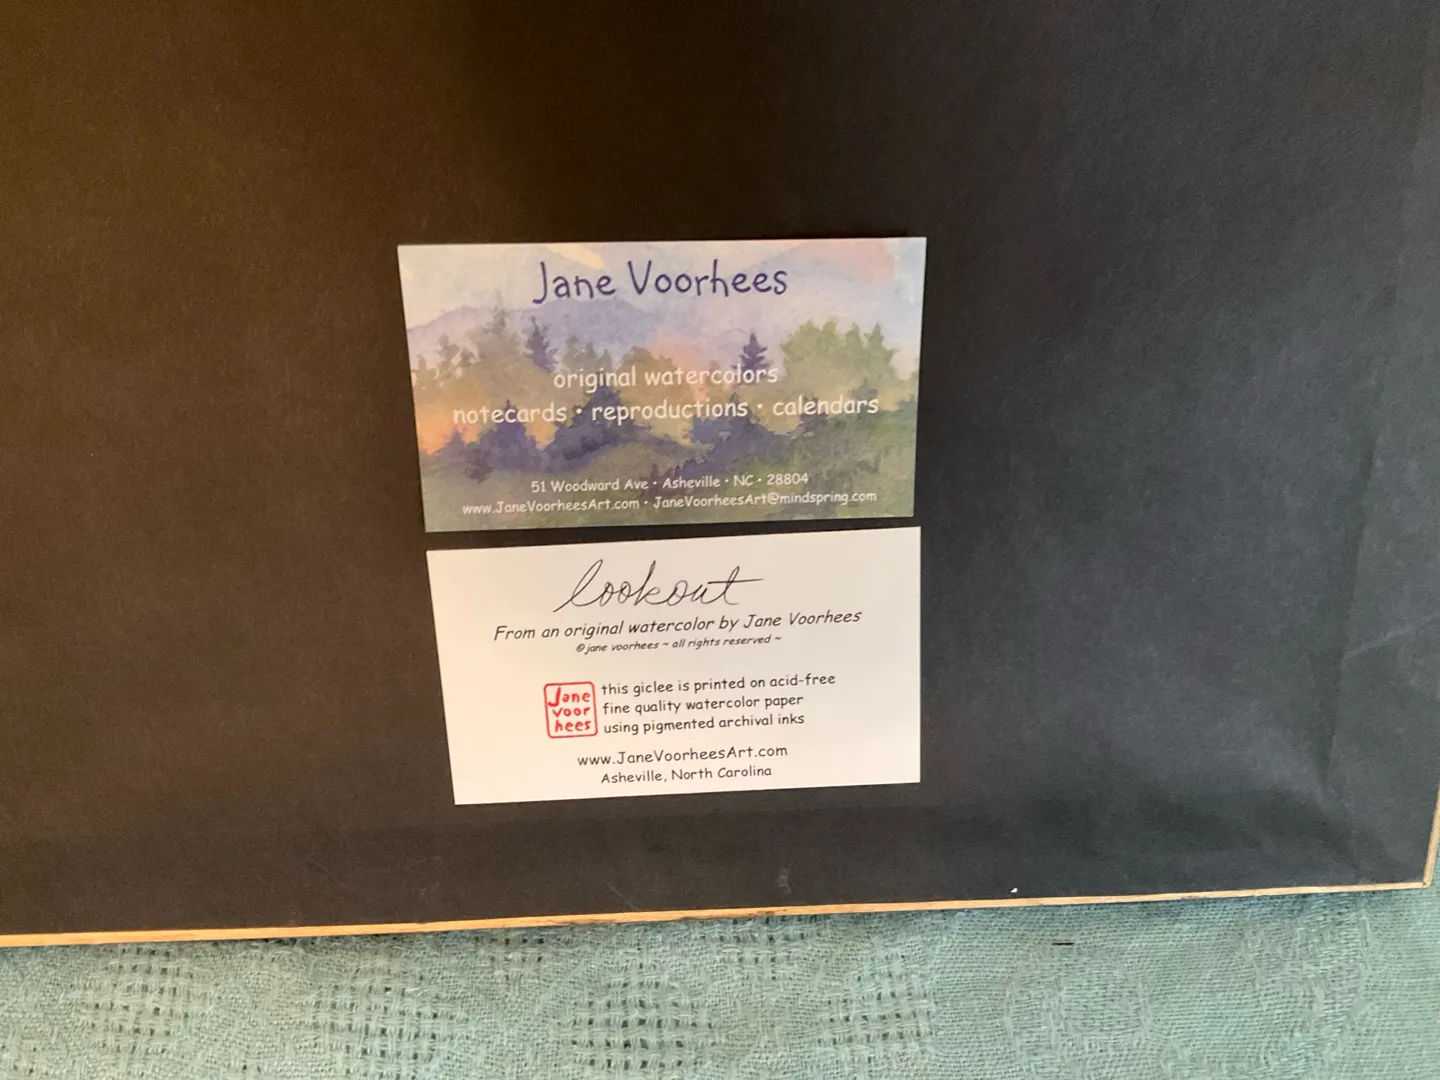 Jane Voorhees
original watercolors
notecards • reproductions • calendars
51 Woodward Ave • Asheville • NC • 28804
www.JaneVoorheesArt.com • JaneVoorheesArt@mindspring.com
lookout
From an original watercolor by Jane Voorhees
©jane voorhees ~ all rights reserved ~
Jane
voor
hees
this giclee is printed on acid-free
fine quality watercolor paper
using pigmented archival inks
www.JaneVoorheesArt.com
Asheville, North Carolina